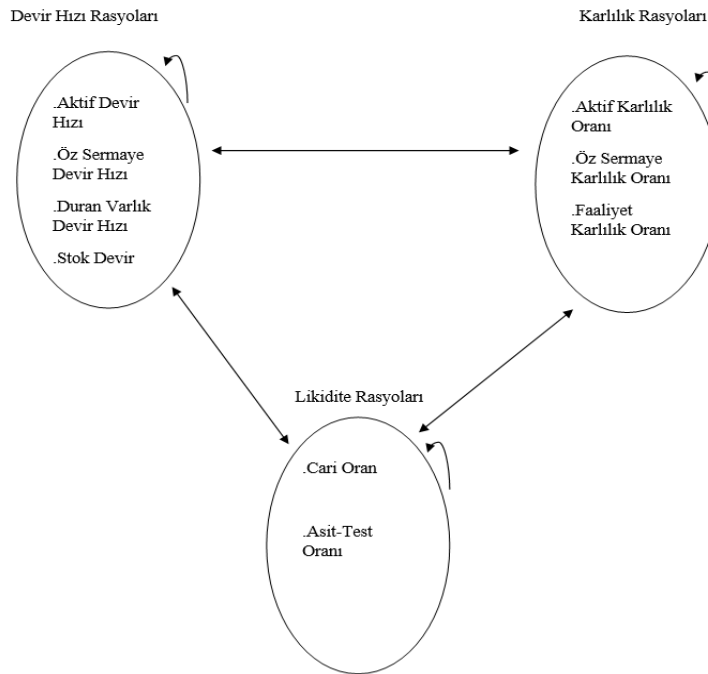 Devir Hızı Rasyoları
.Aktif Devir
Hızı
.Öz Sermaye
Devir Hızı
.Duran Varlık
Devir Hızı
.Stok Devir
Karlılık Rasyoları
.Aktif Karlılık
Oranı
.Öz Sermaye
Karlılık Oranı
.Faaliyet
Karlılık Oranı
Likidite Rasyoları
.Cari Oran
.Asit-Test
Oranı